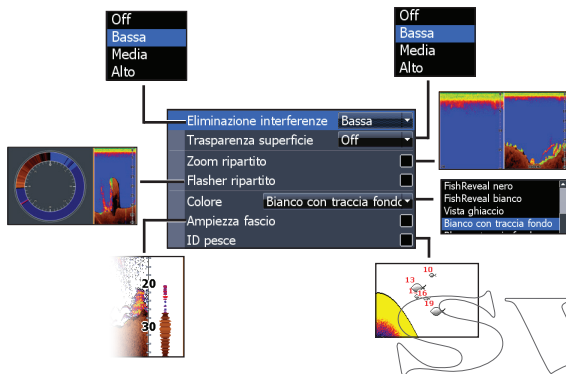 Off
Bassa
Media
Alto
Off
Bassa
Media
Alto
Eliminazione interferenze Bassa
Trasparenza superficie Off
Zoom ripartito
Flasher ripartito
Colore Bianco con traccia fondo
Ampiezza fascio
ID pesce
FishReveal nero
FishReveal bianco
Vista ghiaccio
Bianco con traccia fondo
20
30
10
13
16
19
SV